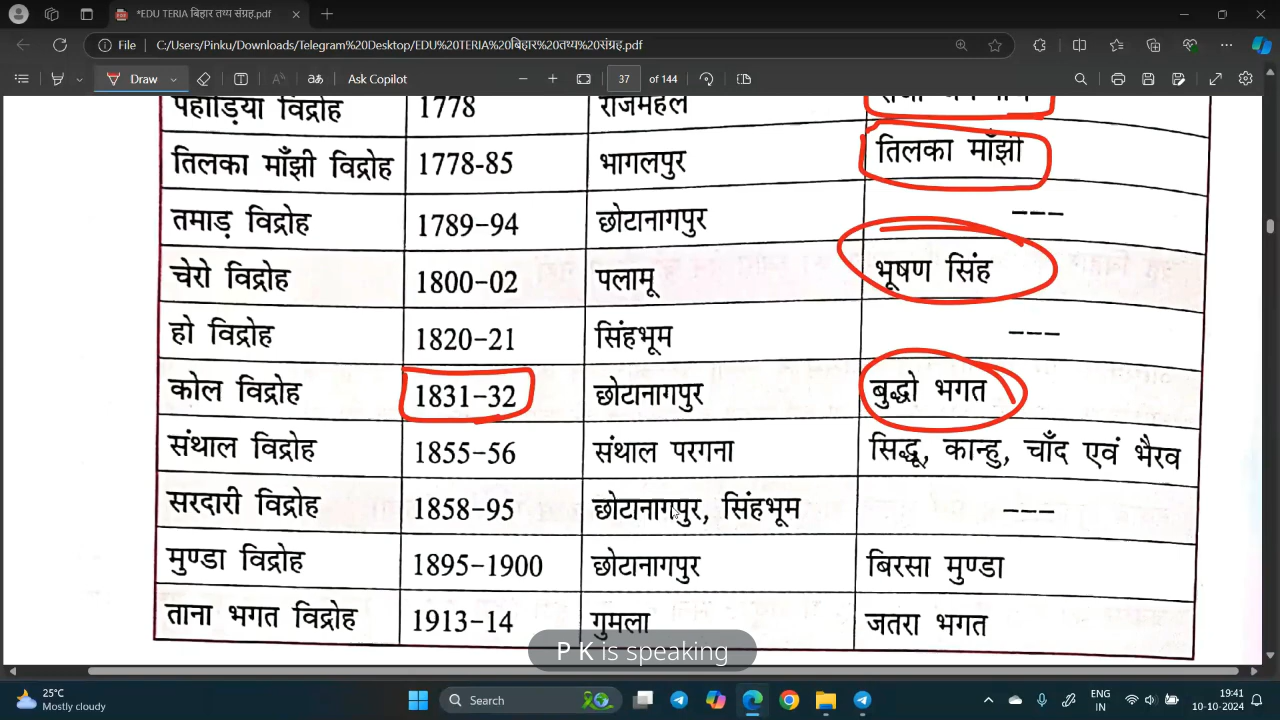 *EDU TERIA बिहार तथ्य संग्रह.pdf
File C:/Users/Pinku/Downloads/Telegram%20Desktop/EDU%20TERIA%20बिहार%20तथ्य%20संग्रह.pdf
Draw Ask Copilot 37 of 144
पहाड़िया विद्रोह 1778 राजमहल
तिलका माँझी विद्रोह 1778-85 भागलपुर तिलका माँझी
तमाड़ विद्रोह 1789-94 छोटानागपुर ---
चेरो विद्रोह 1800-02 पलामू भूषण सिंह
हो विद्रोह 1820-21 सिंहभूम ---
कोल विद्रोह 1831-32 छोटानागपुर बुद्धो भगत
संथाल विद्रोह 1855-56 संथाल परगना सिद्धू, कान्हु, चाँद एवं भैरव
सरदारी विद्रोह 1858-95 छोटानागपुर, सिंहभूम ---
मुण्डा विद्रोह 1895-1900 छोटानागपुर बिरसा मुण्डा
ताना भगत विद्रोह 1913-14 गुमला जतरा भगत
P K is speaking
25°C
Mostly cloudy
Search
ENG
IN
19:41
10-10-2024